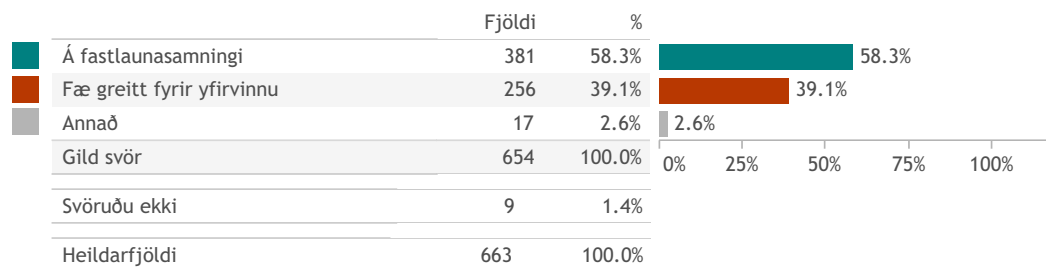 Fjöldi %
Á fastlaunasamningi 381 58.3% 58.3%
Fæ greitt fyrir yfirvinnu 256 39.1% 39.1%
Annað 17 2.6% 2.6%
Gild svör 654 100.0%
0% 25% 50% 75% 100%
Svöruðu ekki 9 1.4%
Heildarfjöldi 663 100.0%